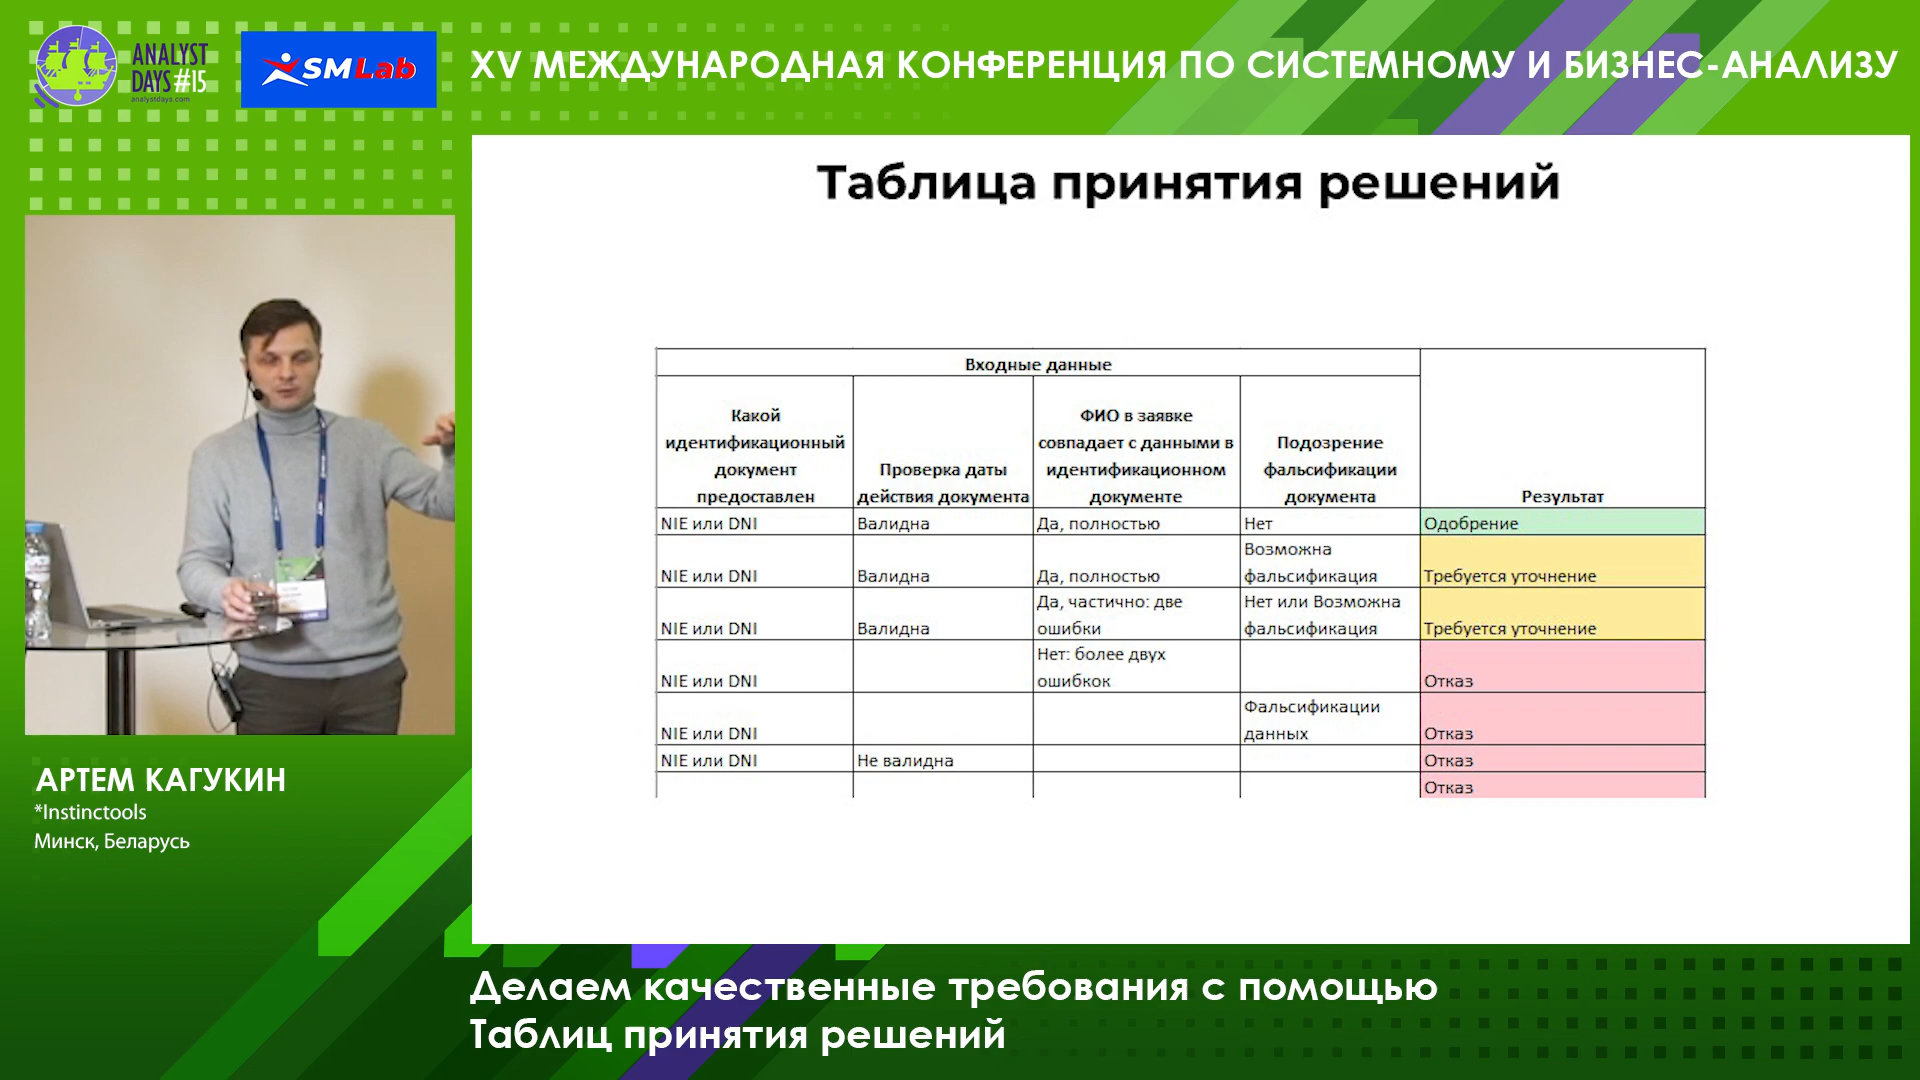 ANALYST
DAYS#15
analystdays.com
SMLab
XV МЕЖДУНАРОДНАЯ КОНФЕРЕНЦИЯ ПО СИСТЕМНОМУ И БИЗНЕС-АНАЛИЗУ
Таблица принятия решений
Входные данные
Какой
идентификационный
документ
предоставлен
Проверка даты
действия документа
ФИО в заявке
совпадает с данными в
идентификационном
документе
Подозрение
фальсификации
документа
Результат
NIE или DNI
Валидна
Да, полностью
Нет
Одобрение
NIE или DNI
Валидна
Да, полностью
Возможна
фальсификация
Требуется уточнение
NIE или DNI
Валидна
Да, частично: две
ошибки
Нет или Возможна
фальсификация
Требуется уточнение
NIE или DNI
Нет: более двух
ошибкок
Отказ
NIE или DNI
Фальсификации
данных
Отказ
NIE или DNI
Не валидна
Отказ
Отказ
АРТЕМ КАГУКИН
*Instinctools
Минск, Беларусь
Делаем качественные требования с помощью
Таблиц принятия решений